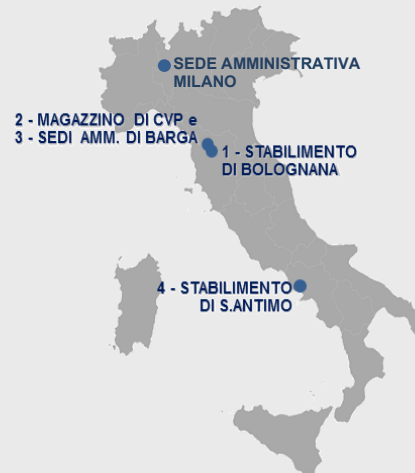 SEDE AMMINISTRATIVA
MILANO
2 - MAGAZZINO DI CVP e
3 - SEDI AMM. DI BARGA
1 - STABILIMENTO
DI BOLOGNANA
4 - STABILIMENTO
DI S.ANTIMO